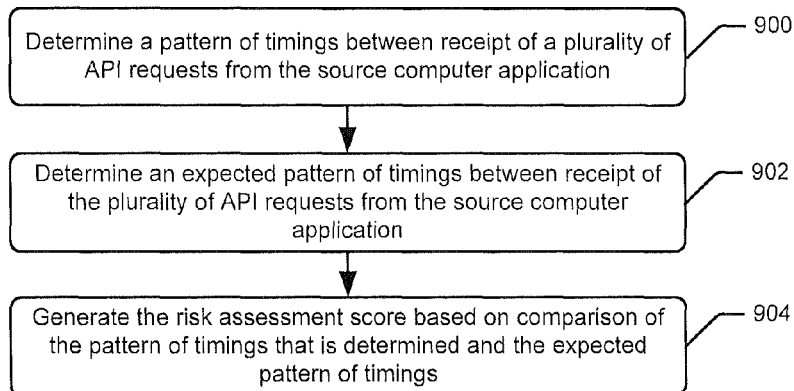 Determine a pattern of timings between receipt of a plurality of
API requests from the source computer application
900
Determine an expected pattern of timings between receipt of
the plurality of API requests from the source computer
application
902
Generate the risk assessment score based on comparison of
the pattern of timings that is determined and the expected
pattern of timings
904